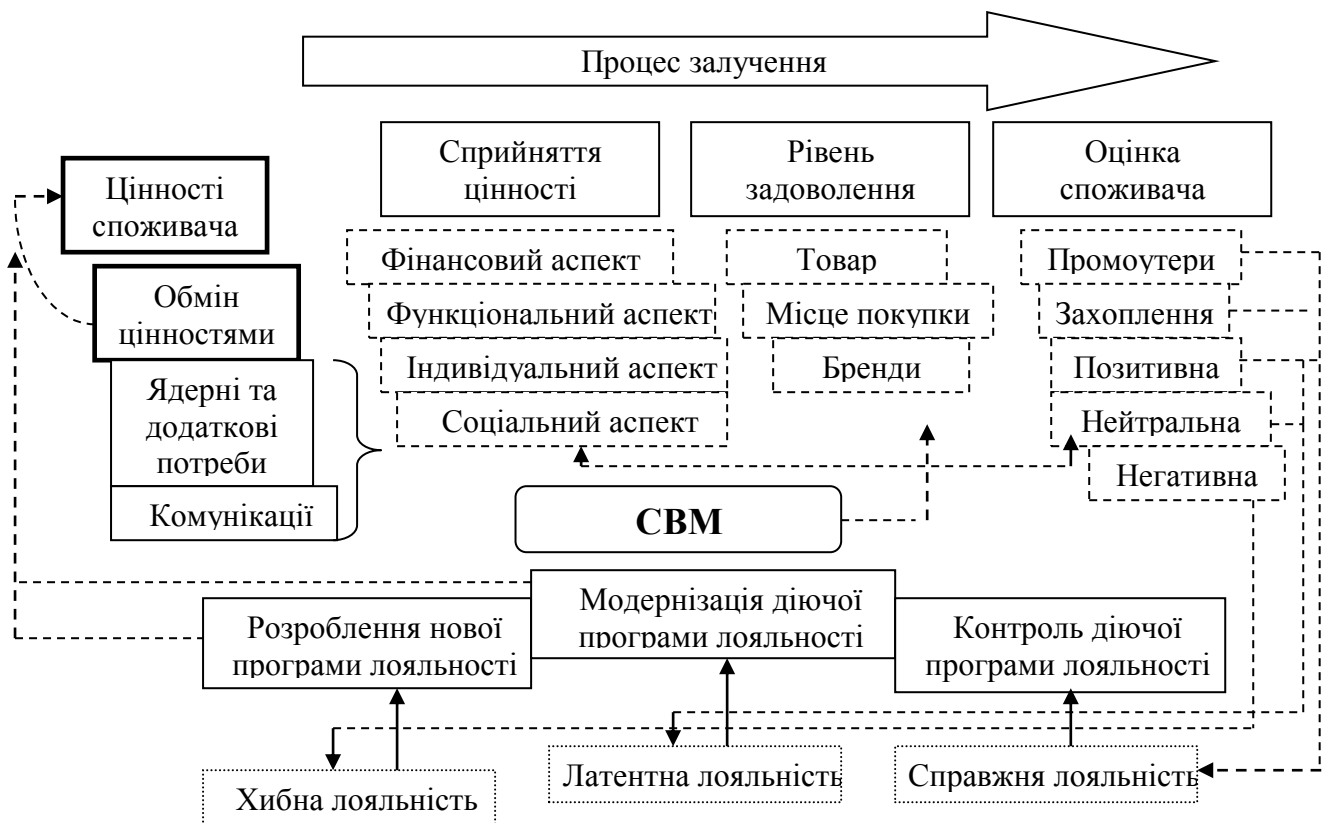 Процес залучення
Сприйняття
цінності
Рівень
задоволення
Оцінка
споживача
Цінності
споживача
Обмін
цінностями
Ядерні та
додаткові
потреби
Комунікації
Фінансовий аспект
Функціональний аспект
Індивідуальний аспект
Соціальний аспект
Товар
Місце покупки
Бренди
Промоутери
Захоплення
Позитивна
Нейтральна
Негативна
СВМ
Розроблення нової
програми лояльності
Модернізація діючої
програми лояльності
Контроль діючої
програми лояльності
Хибна лояльність
Латентна лояльність
Справжня лояльність